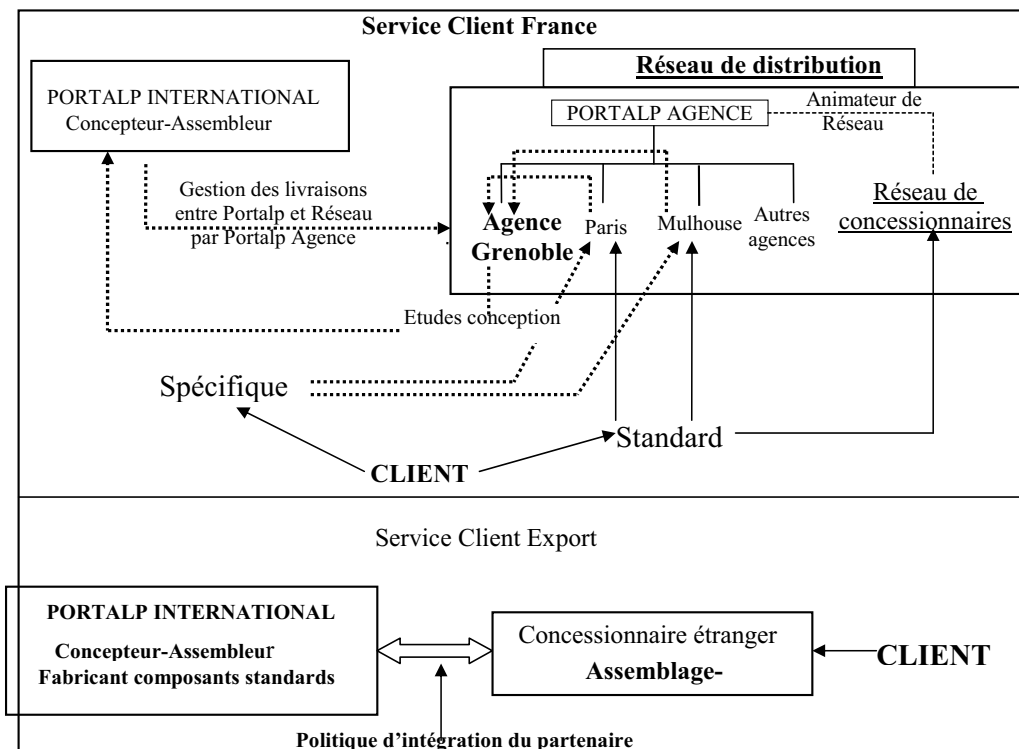 Service Client France
Réseau de distribution
PORTALP INTERNATIONAL
Concepteur-Assembleur
PORTALP AGENCE
Animateur de
Réseau
Gestion des livraisons
entre Portalp et Réseau
par Portalp Agence
Agence
Grenoble
Paris
Mulhouse
Autres
agences
Réseau de
concessionnaires
Etudes conception
Spécifique
Standard
CLIENT
Service Client Export
PORTALP INTERNATIONAL
Concepteur-Assembleur
Fabricant composants standards
Concessionnaire étranger
Assemblage-
CLIENT
Politique d’intégration du partenaire